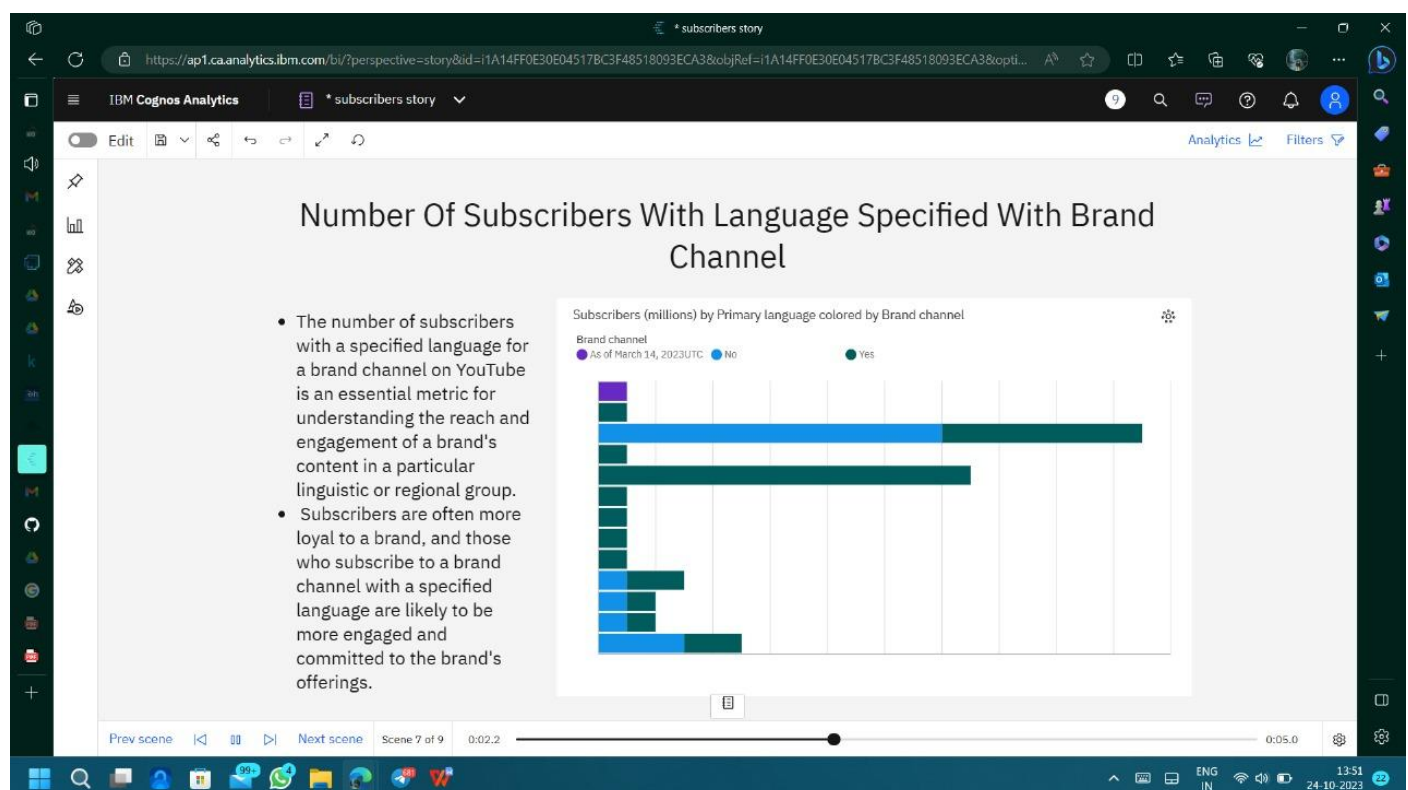 * subscribers story
https://ap1.ca.analytics.ibm.com/bi/?perspective=story&id=i1A14FF0E30E04517BC3F48518093ECA3&objRef=i1A14FF0E30E04517BC3F48518093ECA3&opti...
IBM Cognos Analytics
* subscribers story
9
Edit
Analytics
Filters
Number Of Subscribers With Language Specified With Brand
Channel
• The number of subscribers
with a specified language for
a brand channel on YouTube
is an essential metric for
understanding the reach and
engagement of a brand's
content in a particular
linguistic or regional group.
• Subscribers are often more
loyal to a brand, and those
who subscribe to a brand
channel with a specified
language are likely to be
more engaged and
committed to the brand's
offerings.
Subscribers (millions) by Primary language colored by Brand channel
Brand channel
As of March 14, 2023UTC No Yes
Prev scene Next scene Scene 7 of 9 0:02.2 0:05.0
99+ 4
ENG
IN
13:51
24-10-2023
22